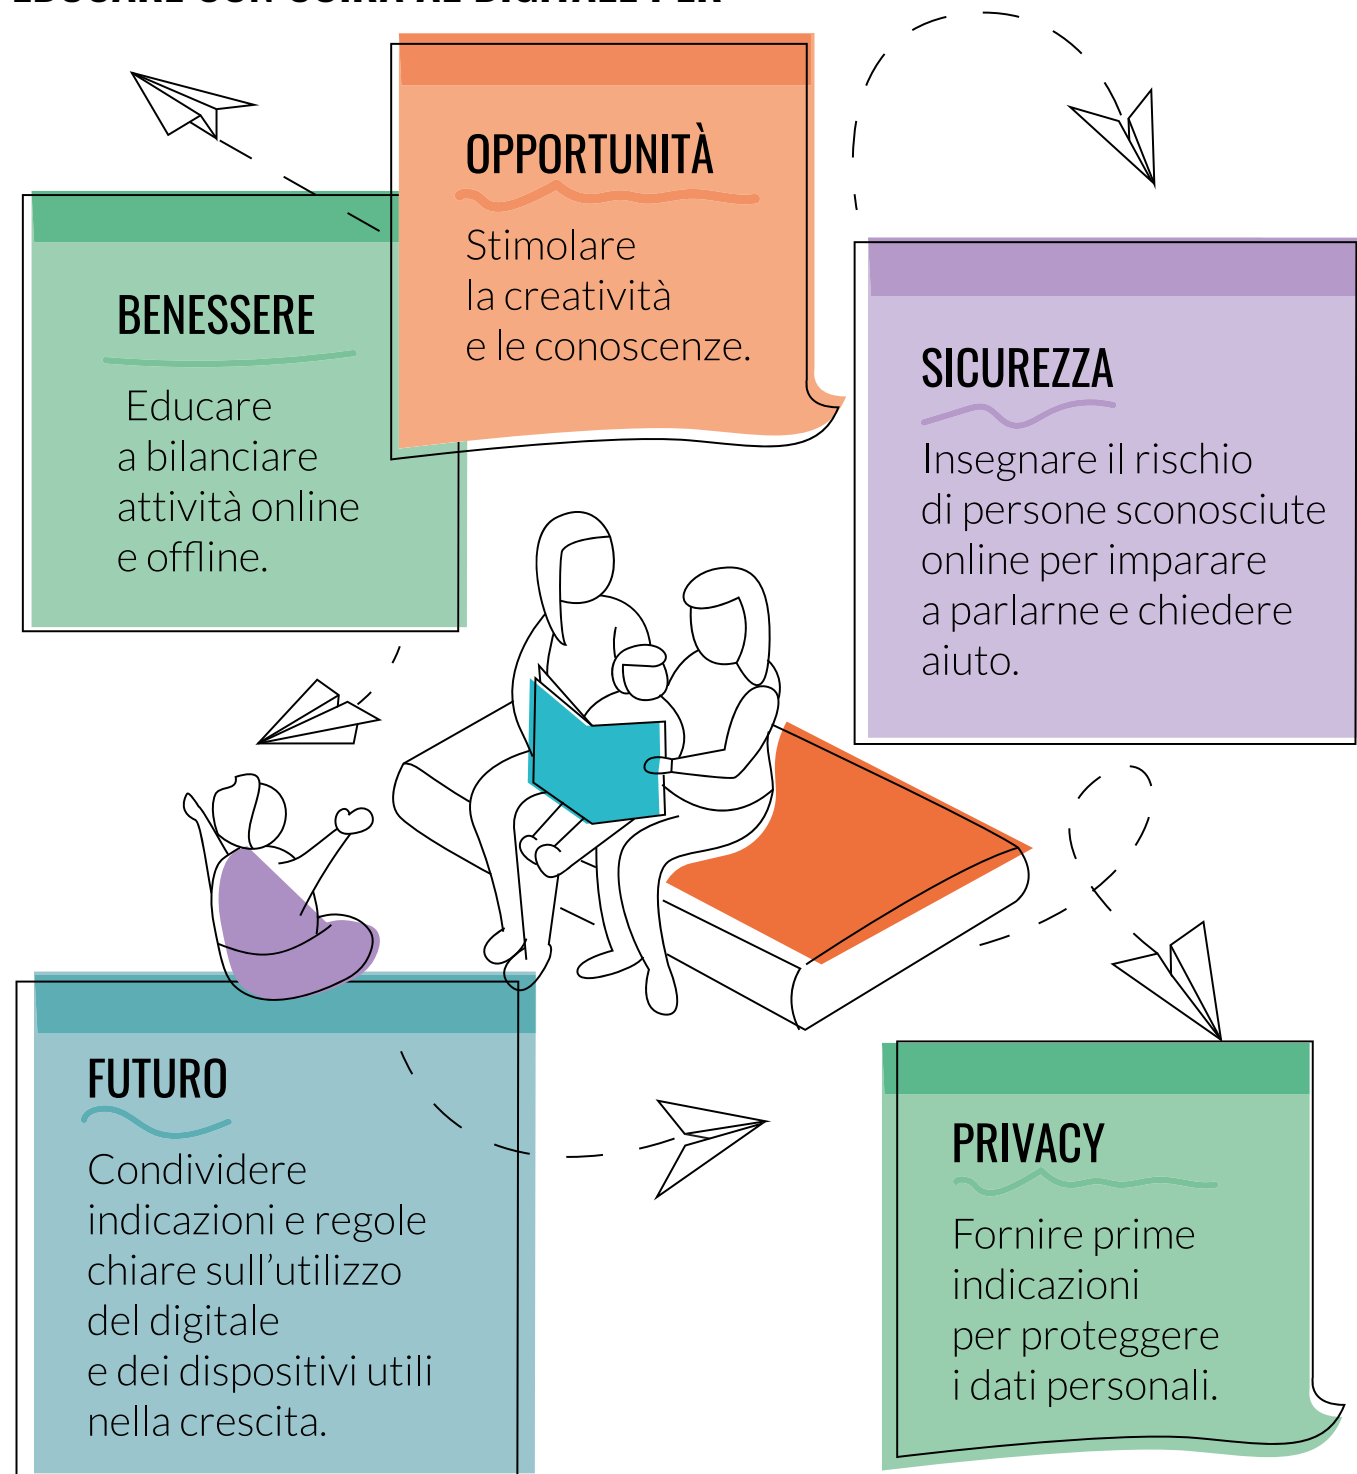 OPPORTUNITÀ
Stimolare
la creatività
e le conoscenze.
BENESSERE
Educare
a bilanciare
attività online
e offline.
SICUREZZA
Insegnare il rischio
di persone sconosciute
online per imparare
a parlarne e chiedere
aiuto.
FUTURO
Condividere
indicazioni e regole
chiare sull'utilizzo
del digitale
e dei dispositivi utili
nella crescita.
PRIVACY
Fornire prime
indicazioni
per proteggere
i dati personali.